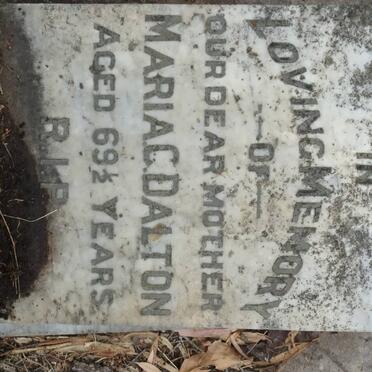 IN
LOVING MEMORY
OF
OUR DEAR MOTHER
MARIA C. DALTON
AGED 69½ YEARS
R.I.P.